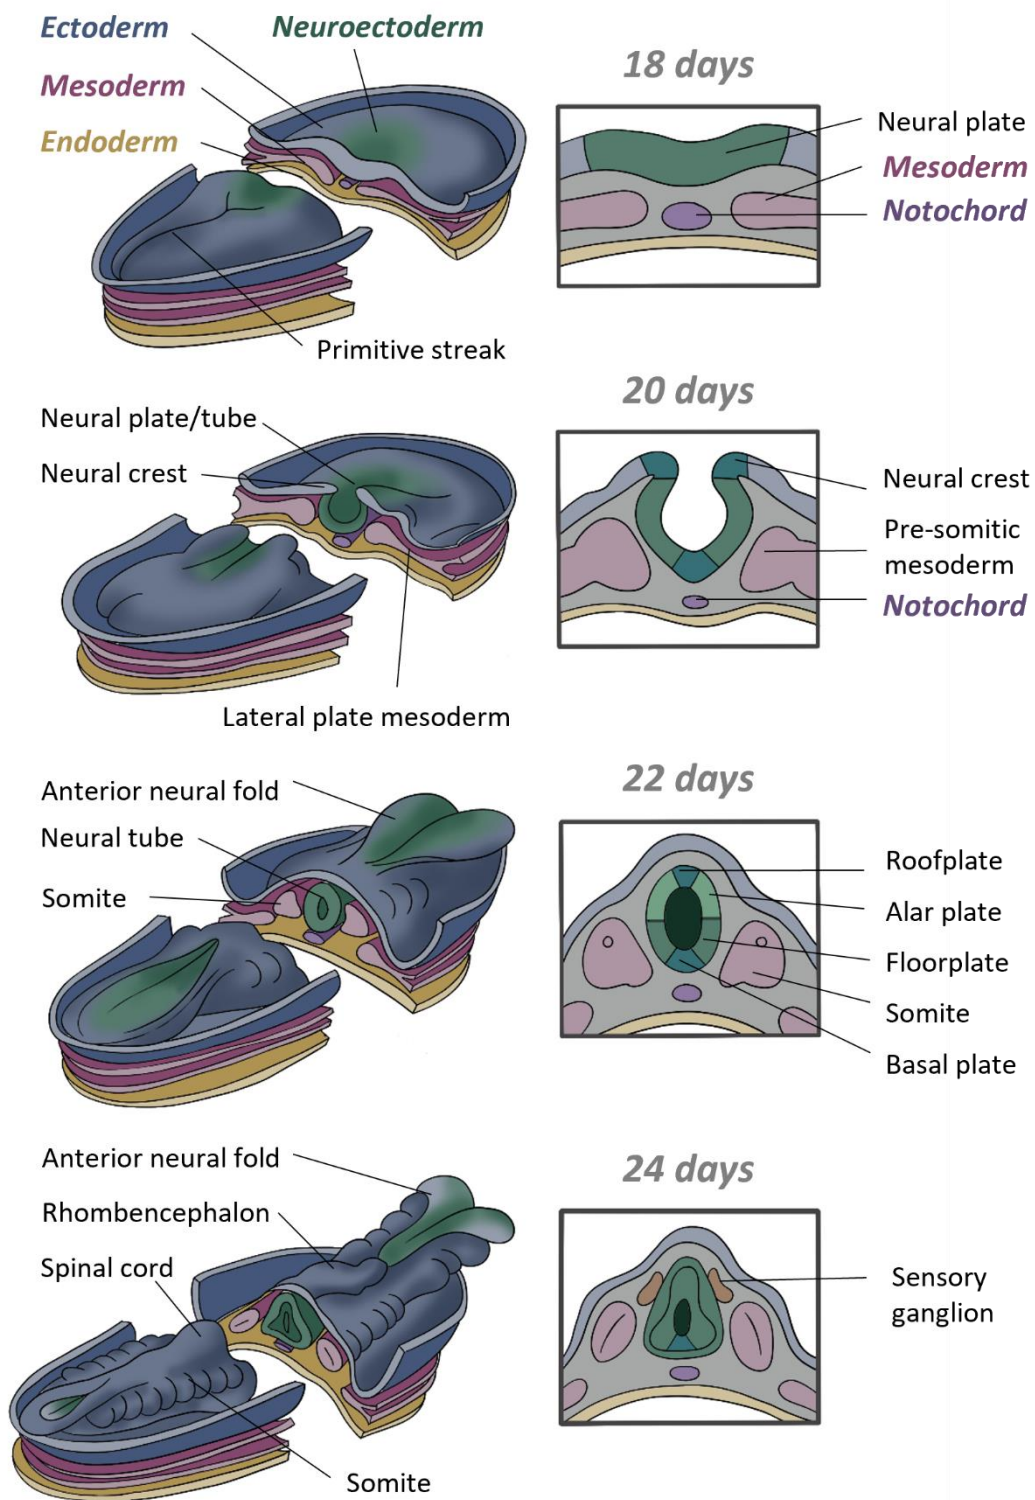 Ectoderm
Neuroectoderm
Mesoderm
Endoderm
Primitive streak
18 days
Neural plate
Mesoderm
Notochord
Neural plate/tube
Neural crest
Lateral plate mesoderm
20 days
Neural crest
Pre-somitic
mesoderm
Notochord
Anterior neural fold
Neural tube
Somite
22 days
Roofplate
Alar plate
Floorplate
Somite
Basal plate
Anterior neural fold
Rhombencephalon
Spinal cord
Somite
24 days
Sensory
ganglion